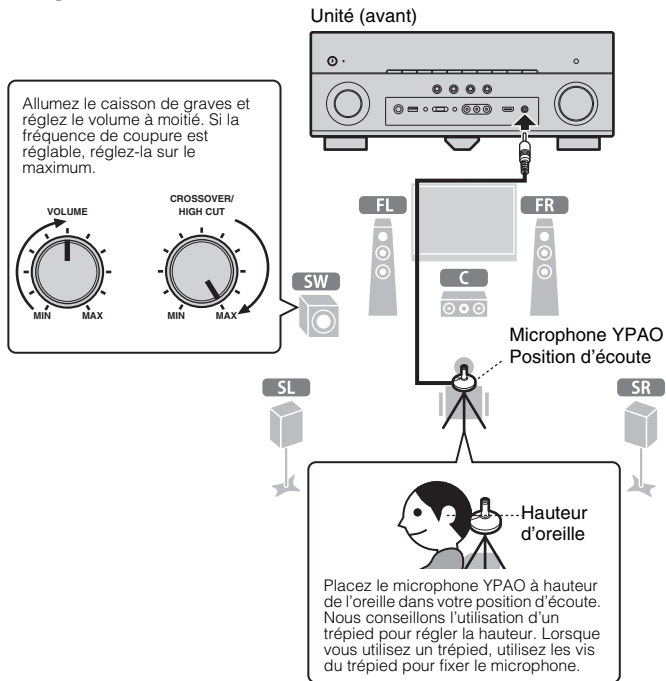 Unité (avant)
Allumez le caisson de graves et
réglez le volume à moitié. Si la
fréquence de coupure est
réglable, réglez-la sur le
maximum.
VOLUME
CROSSOVER/
HIGH CUT
MIN
MAX
MIN
MAX
FL
FR
SW
C
Microphone YPAO
Position d'écoute
SL
SR
Hauteur
d'oreille
Placez le microphone YPAO à hauteur
de l'oreille dans votre position d'écoute.
Nous conseillons l'utilisation d'un
trépied pour régler la hauteur. Lorsque
vous utilisez un trépied, utilisez les vis
du trépied pour fixer le microphone.